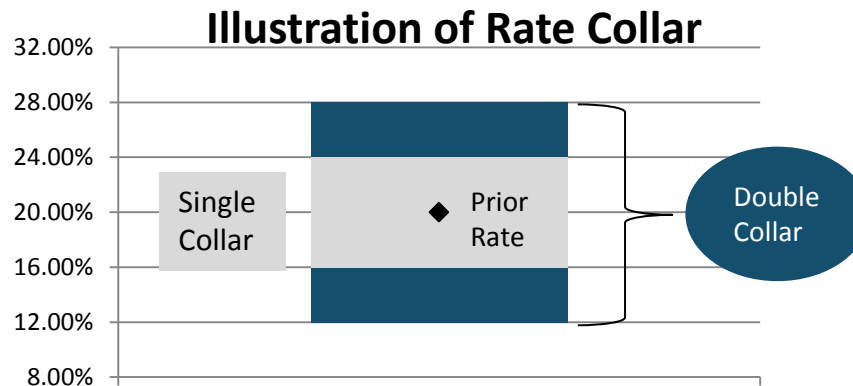 Illustration of Rate Collar
32.00%
28.00%
24.00%
20.00%
16.00%
12.00%
8.00%
Single
Collar
Prior
Rate
Double
Collar